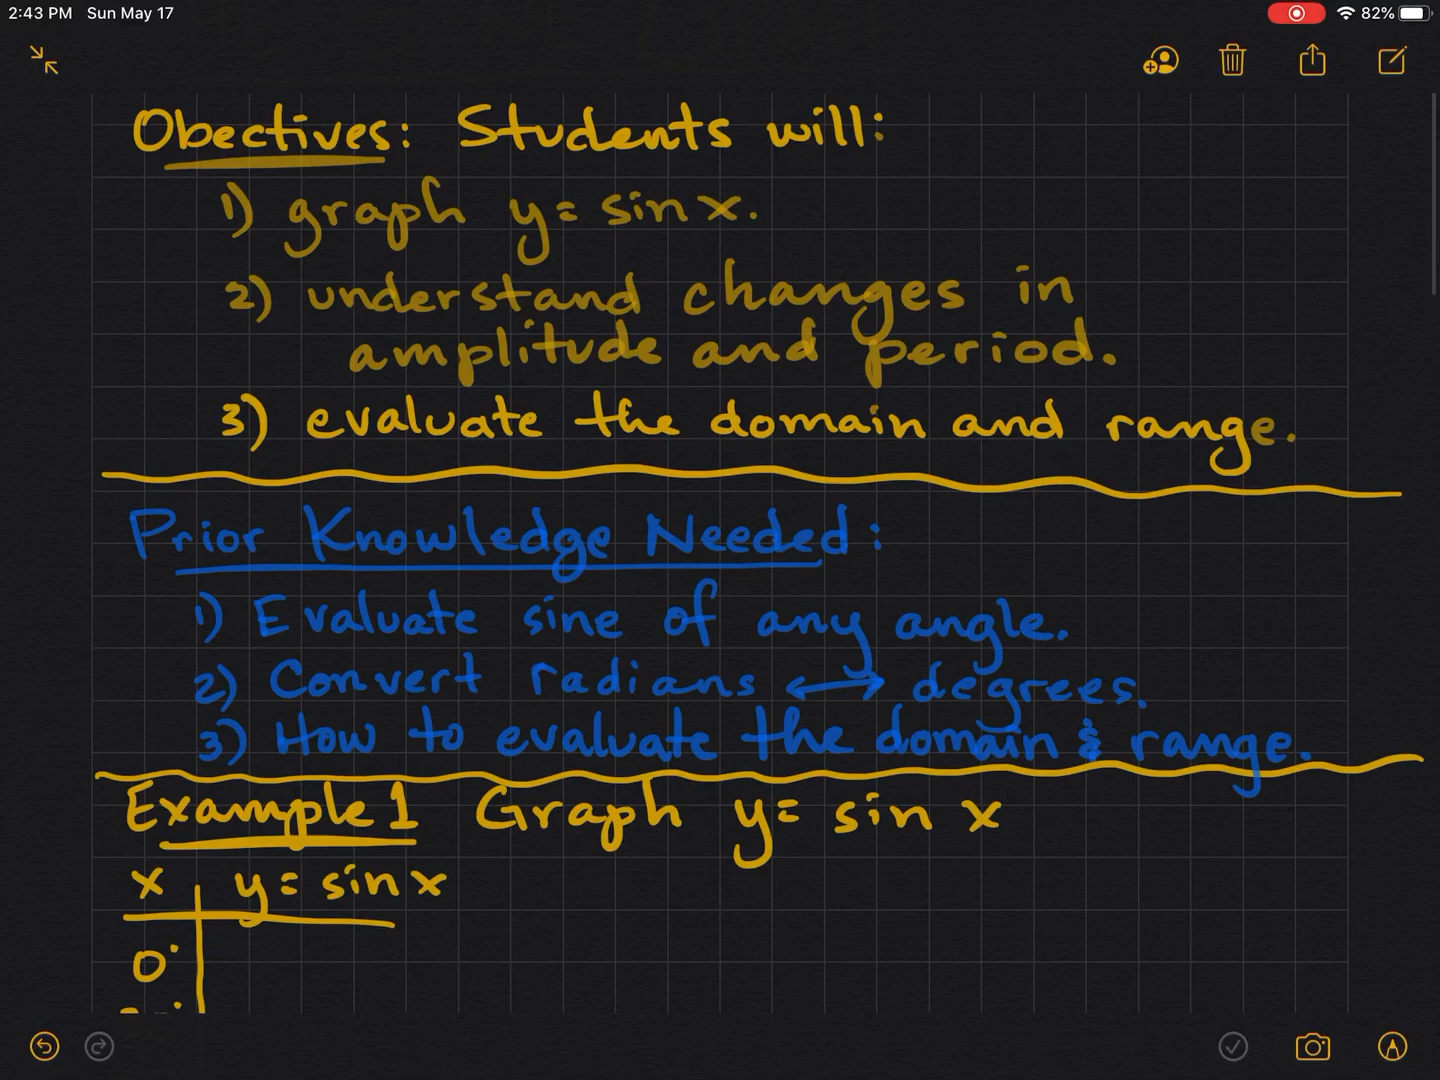 2:43 PM Sun May 17 82%
Obectives: Students will:
1) graph y = sin x.
2) understand changes in
amplitude and period.
3) evaluate the domain and range.
Prior Knowledge Needed:
1) Evaluate sine of any angle.
2) Convert radians ↔ degrees.
3) How to evaluate the domain & range.
Example 1 Graph y = sin x
x y = sin x
0°